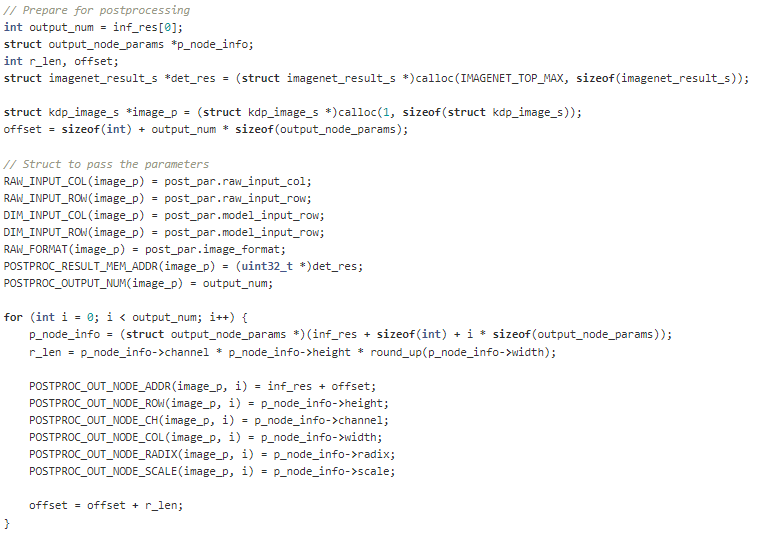 // Prepare for postprocessing
int output_num = inf_res[0];
struct output_node_params *p_node_info;
int r_len, offset;
struct imagenet_result_s *det_res = (struct imagenet_result_s *)calloc(IMAGENET_TOP_MAX, sizeof(imagenet_result_s));

struct kdp_image_s *image_p = (struct kdp_image_s *)calloc(1, sizeof(struct kdp_image_s));
offset = sizeof(int) + output_num * sizeof(output_node_params);

// Struct to pass the parameters
RAW_INPUT_COL(image_p) = post_par.raw_input_col;
RAW_INPUT_ROW(image_p) = post_par.raw_input_row;
DIM_INPUT_COL(image_p) = post_par.model_input_row;
DIM_INPUT_ROW(image_p) = post_par.model_input_row;
RAW_FORMAT(image_p) = post_par.image_format;
POSTPROC_RESULT_MEM_ADDR(image_p) = (uint32_t *)det_res;
POSTPROC_OUTPUT_NUM(image_p) = output_num;

for (int i = 0; i < output_num; i++) {
    p_node_info = (struct output_node_params *)(inf_res + sizeof(int) + i * sizeof(output_node_params));
    r_len = p_node_info->channel * p_node_info->height * round_up(p_node_info->width);

    POSTPROC_OUT_NODE_ADDR(image_p, i) = inf_res + offset;
    POSTPROC_OUT_NODE_ROW(image_p, i) = p_node_info->height;
    POSTPROC_OUT_NODE_CH(image_p, i) = p_node_info->channel;
    POSTPROC_OUT_NODE_COL(image_p, i) = p_node_info->width;
    POSTPROC_OUT_NODE_RADIX(image_p, i) = p_node_info->radix;
    POSTPROC_OUT_NODE_SCALE(image_p, i) = p_node_info->scale;

    offset = offset + r_len;
}